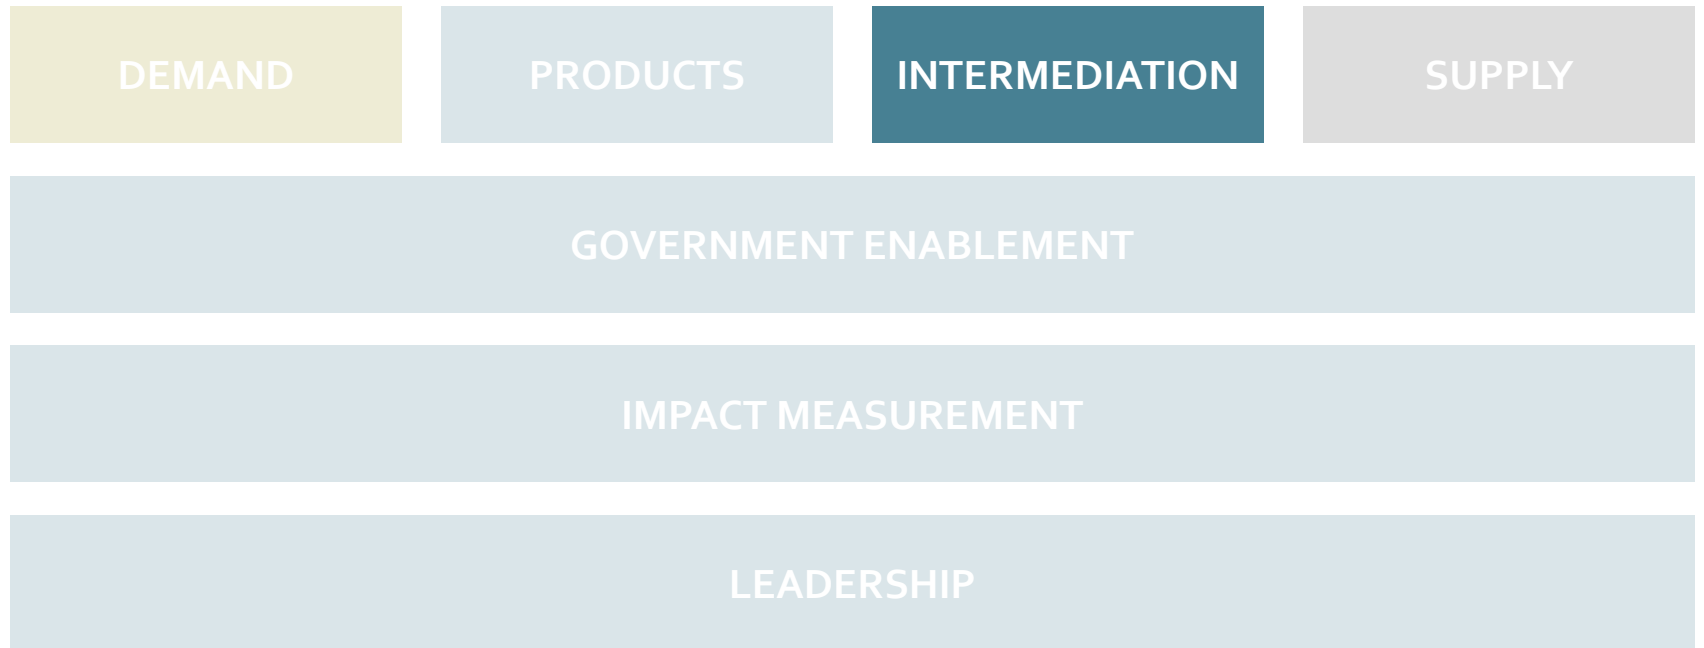 DEMAND
PRODUCTS
INTERMEDIATION
SUPPLY
GOVERNMENT ENABLEMENT
IMPACT MEASUREMENT
LEADERSHIP